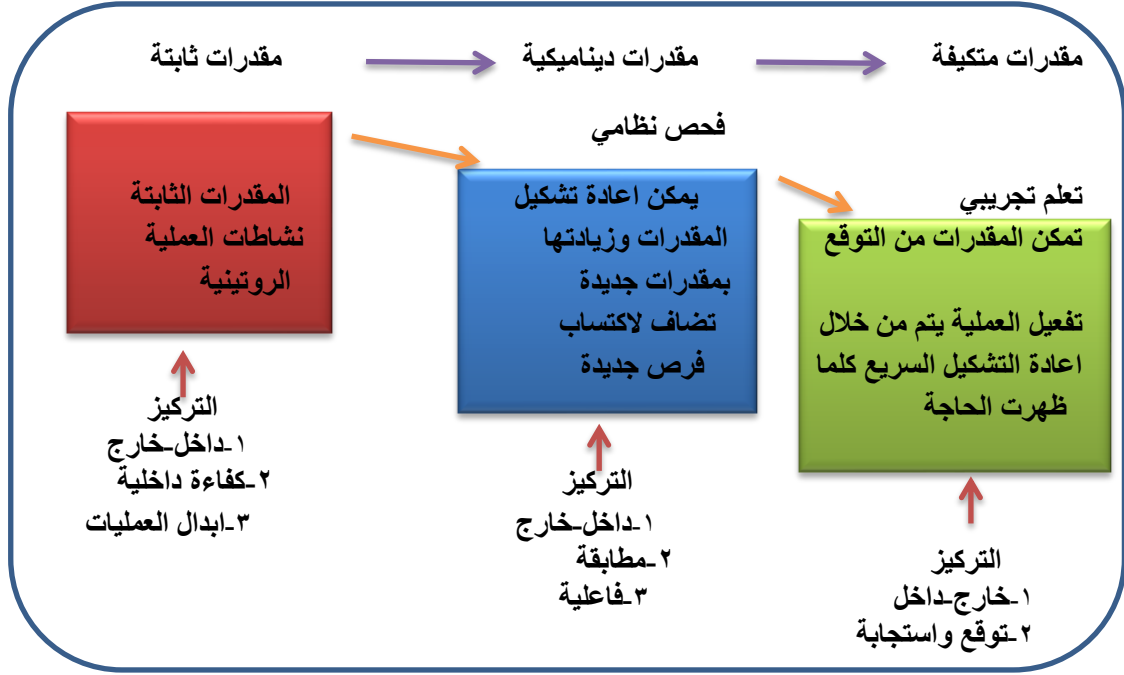 مقدرات ثابتة
مقدرات ديناميكية
مقدرات متكيفة
المقدرات الثابتة
نشاطات العملية
الروتينية
التركيز
١-داخل-خارج
٢-كفاءة داخلية
٣-ابدال العمليات
فحص نظامي
يمكن اعادة تشكيل
المقدرات وزيادتها
بمقدرات جديدة
تضاف لاكتساب
فرص جديدة
التركيز
١-داخل-خارج
٢-مطابقة
٣-فاعلية
تعلم تجريبي
تمكن المقدرات من التوقع
تفعيل العملية يتم من خلال
اعادة التشكيل السريع كلما
ظهرت الحاجة
التركيز
١-خارج-داخل
٢-توقع واستجابة